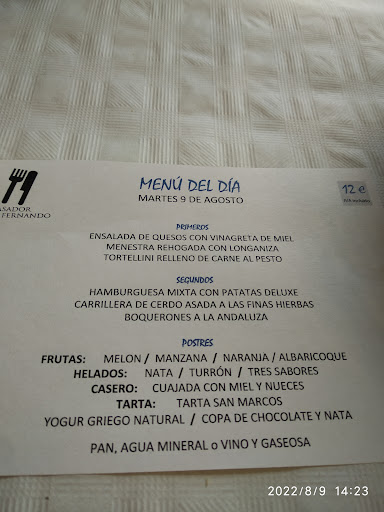 MENÚ DEL DÍA
MARTES 9 DE AGOSTO
12 €
IVA incluido
ASADOR
FERNANDO
PRIMEROS
ENSALADA DE QUESOS CON VINAGRETA DE MIEL
MENESTRA REHOGADA CON LONGANIZA
TORTELLINI RELLENO DE CARNE AL PESTO
SEGUNDOS
HAMBURGUESA MIXTA CON PATATAS DELUXE
CARRILLERA DE CERDO ASADA A LAS FINAS HIERBAS
BOQUERONES A LA ANDALUZA
POSTRES
FRUTAS: MELON / MANZANA / NARANJA / ALBARICOQUE
HELADOS: NATA / TURRÓN / TRES SABORES
CASERO: CUAJADA CON MIEL Y NUECES
TARTA: TARTA SAN MARCOS
YOGUR GRIEGO NATURAL / COPA DE CHOCOLATE Y NATA
PAN, AGUA MINERAL o VINO Y GASEOSA
2022/8/9 14:23